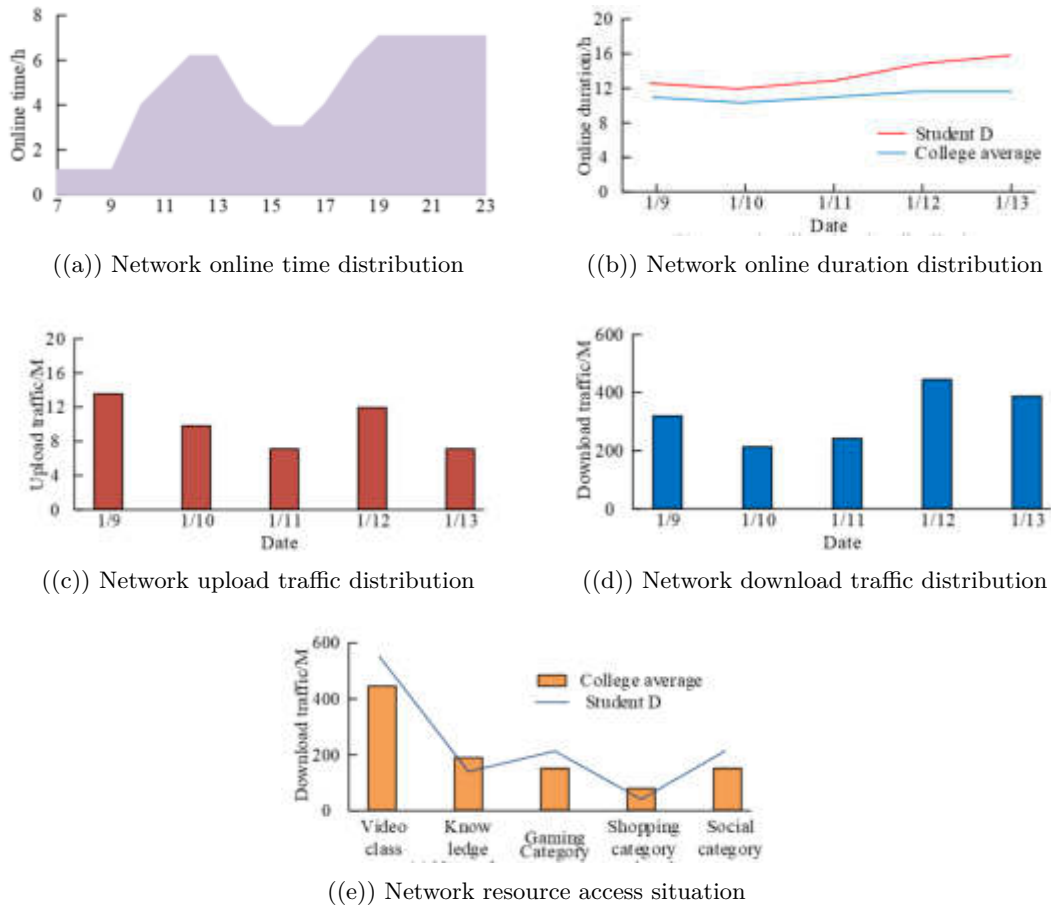 8
6
4
2
0
Online time/h
7 9 11 13 15 17 19 21 23
((a)) Network online time distribution
20
16
12
8
4
0
Online duration/h
Student D
College average
1/9 1/10 1/11 1/12 1/13
Date
((b)) Network online duration distribution
20
16
12
8
4
0
Upload traffic/M
1/9 1/10 1/11 1/12 1/13
Date
((c)) Network upload traffic distribution
600
400
200
0
Download traffic/M
1/9 1/10 1/11 1/12 1/13
Date
((d)) Network download traffic distribution
600
400
200
0
Download traffic/M
College average
Student D
Video Know Gaming Shopping Social
class ledge Category category category
((e)) Network resource access situation